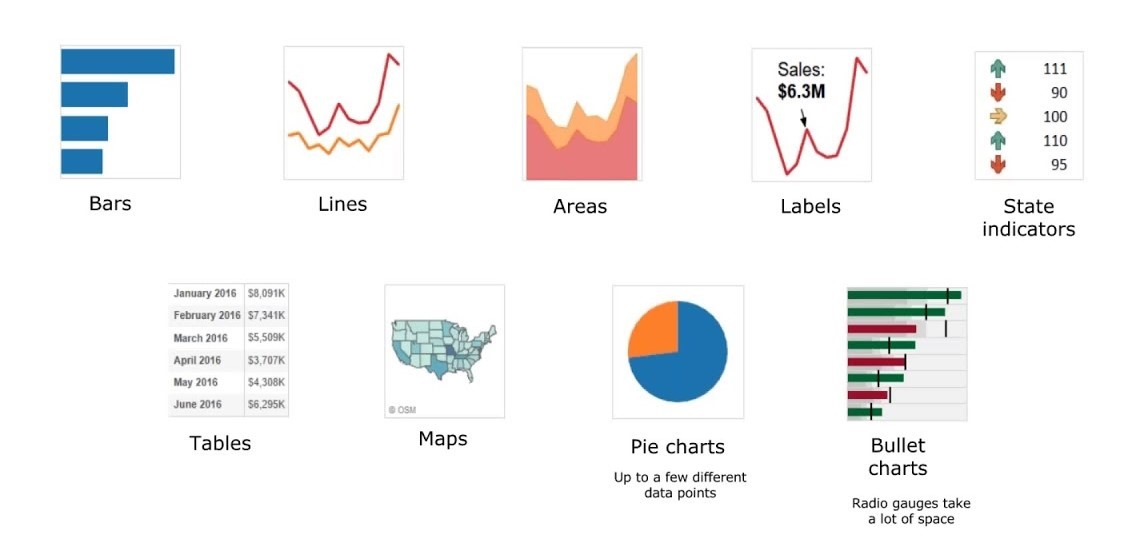 Sales:
$6.3M
111
90
100
110
95
Bars
Lines
Areas
Labels
State
indicators
January 2016 $8,091K
February 2016 $7,341K
March 2016 $5,509K
April 2016 $3,707K
May 2016 $4,308K
June 2016 $6,295K
© OSM
Tables
Maps
Pie charts
Up to a few different
data points
Bullet
charts
Radio gauges take
a lot of space